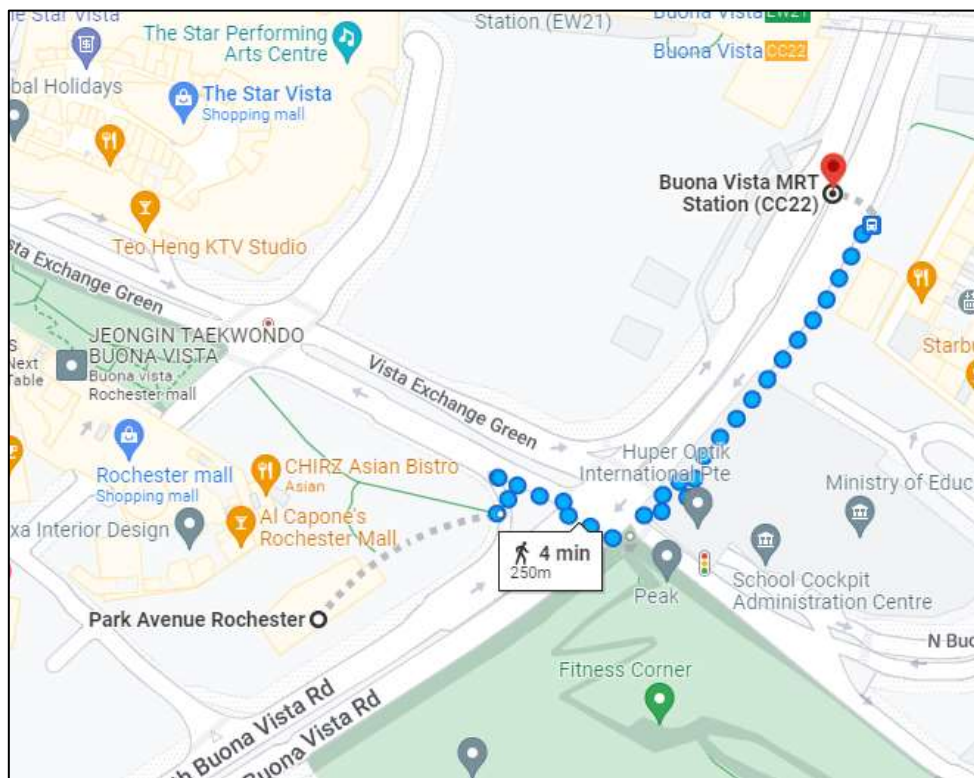 The Star Vista
Station (EW21)
Buona Vista EW21
Buona Vista CC22
The Star Performing
Arts Centre
bal Holidays
The Star Vista
Shopping mall
Buona Vista MRT
Station (CC22)
Teo Heng KTV Studio
sta Exchange Green
JEONGIN TAEKWONDO
BUONA VISTA
Buona vista
Rochester mall
S
Next
Table
Starbu
Vista Exchange Green
Huper Optik
International Pte
CHIRZ Asian Bistro
Asian
Rochester mall
Shopping mall
Ministry of Educ
xa Interior Design
Al Capone's
Rochester Mall
4 min
250m
Peak
School Cockpit
Administration Centre
Park Avenue Rochester
N Buo
Fitness Corner
th Buona Vista Rd
Buona Vista Rd